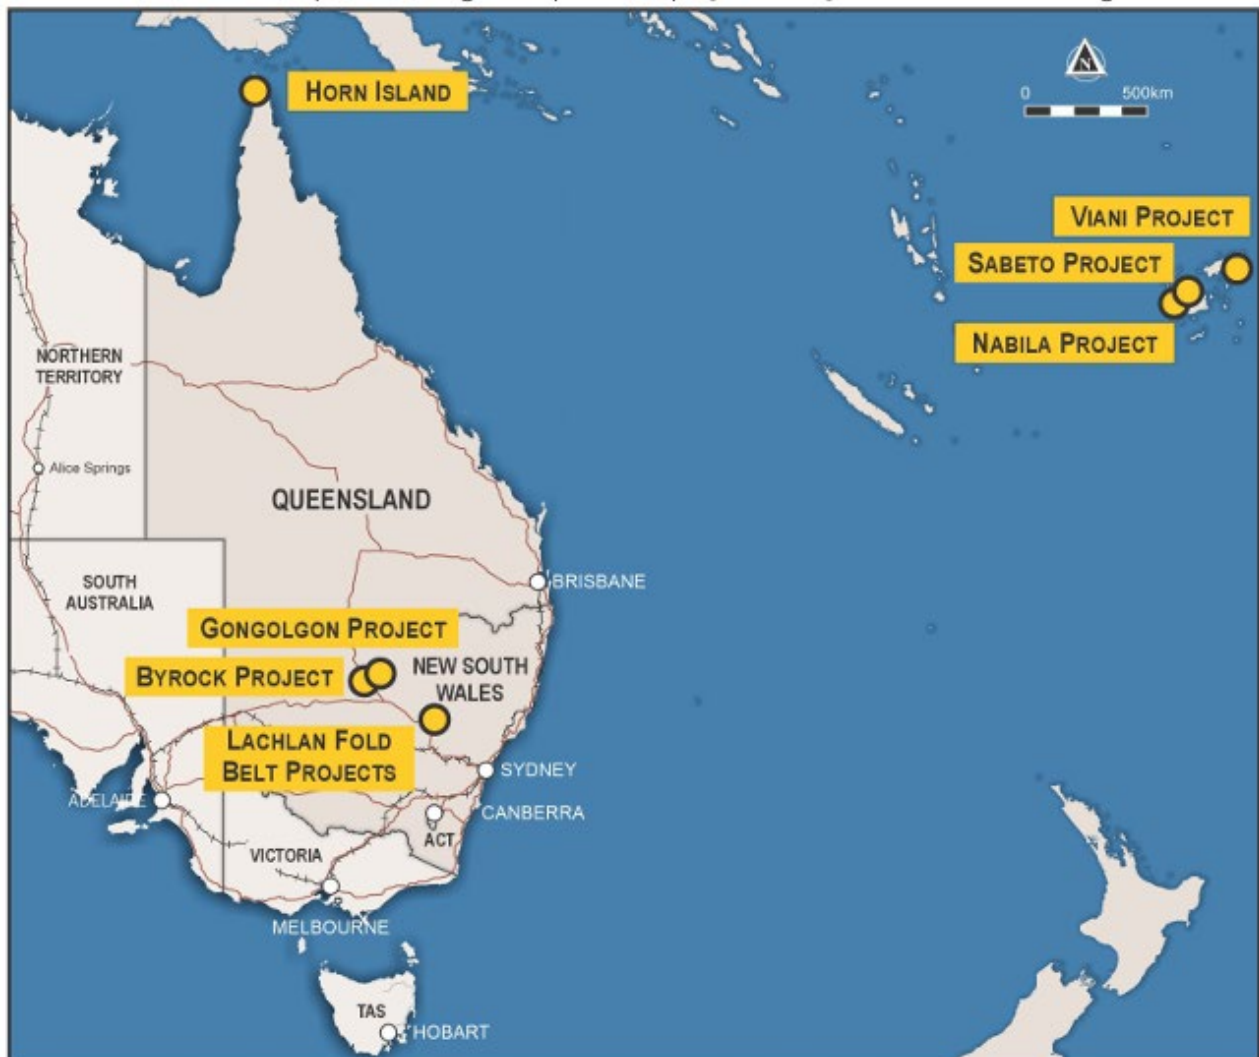 HORN ISLAND
N
0 500km
VIANI PROJECT
SABETO PROJECT
NABILA PROJECT
NORTHERN
TERRITORY
Alice Springs
QUEENSLAND
SOUTH
AUSTRALIA
BRISBANE
GONGOLGON PROJECT
BYROCK PROJECT
NEW SOUTH
WALES
LACHLAN FOLD
BELT PROJECTS
SYDNEY
ADELAIDE
CANBERRA
ACT
VICTORIA
MELBOURNE
TAS
HOBART